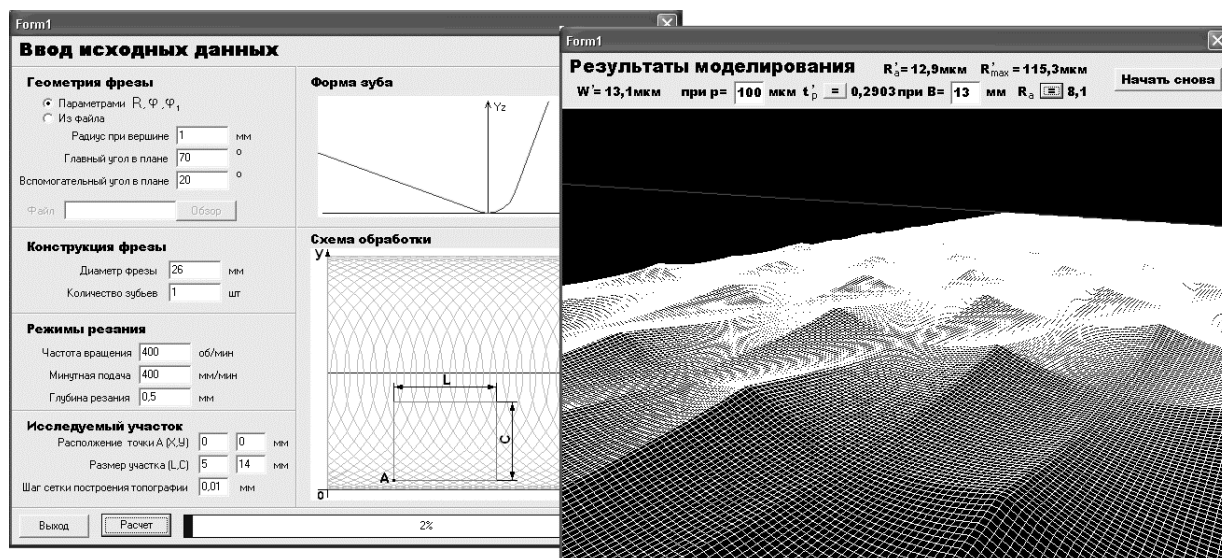 Form1
Ввод исходных данных
Геометрия фрезы
Параметрами R, φ, φ₁
Из файла
Радиус при вершине 1 мм
Главный угол в плане 70 °
Вспомогательный угол в плане 20 °
Файл Обзор
Конструкция фрезы
Диаметр фрезы 26 мм
Количество зубьев 1 шт
Режимы резания
Частота вращения 400 об/мин
Минутная подача 400 мм/мин
Глубина резания 0,5 мм
Исследуемый участок
Располжение точки А (X,Y) 0 0 мм
Размер участка (L,C) 5 14 мм
Шаг сетки построения топографии 0,01 мм
Выход Расчет 2%
Форма зуба
Yz
Схема обработки
У
L
C
А
0
Form1
Результаты моделирования R'a=12,9мкм R'max=115,3мкм Начать снова
W'=13,1мкм при p= 100 мкм t'p = 0,2903 при B= 13 мм Ra = 8,1